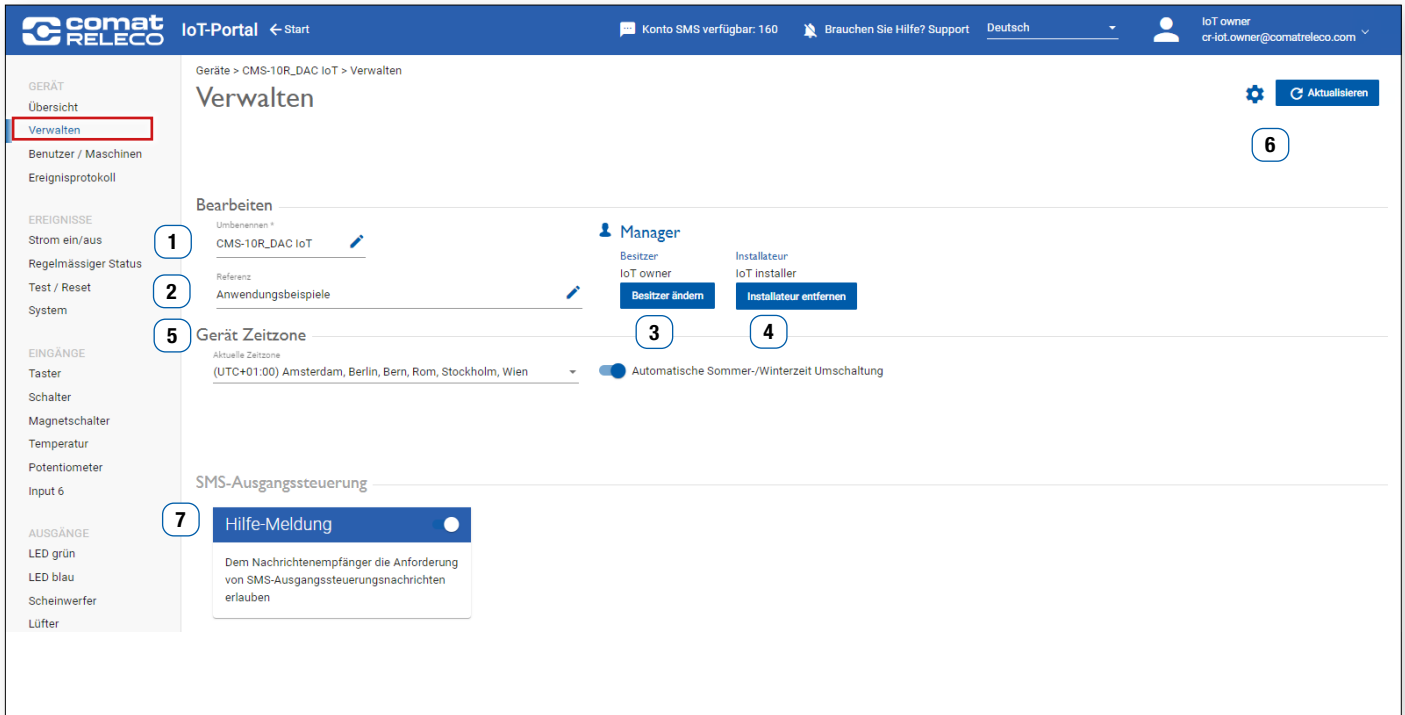 comat
RELECO
IoT-Portal ← Start
Konto SMS verfügbar: 160
Brauchen Sie Hilfe? Support
Deutsch
IoT owner
cr-iot.owner@comatreleco.com
GERÄT
Übersicht
Verwalten
Benutzer / Maschinen
Ereignisprotokoll
EREIGNISSE
Strom ein/aus
Regelmässiger Status
Test / Reset
System
EINGÄNGE
Taster
Schalter
Magnetschalter
Temperatur
Potentiometer
Input 6
AUSGÄNGE
LED grün
LED blau
Scheinwerfer
Lüfter
Geräte > CMS-10R_DAC IoT > Verwalten
Verwalten
Aktualisieren
6
Bearbeiten
1
Umbenennen *
CMS-10R_DAC IoT
2
Referenz
Anwendungsbeispiele
Manager
Besitzer
IoT owner
Besitzer ändern
3
Installateur
IoT installer
Installateur entfernen
4
5
Gerät Zeitzone
Aktuelle Zeitzone
(UTC+01:00) Amsterdam, Berlin, Bern, Rom, Stockholm, Wien
Automatische Sommer-/Winterzeit Umschaltung
SMS-Ausgangssteuerung
7
Hilfe-Meldung
Dem Nachrichtenempfänger die Anforderung
von SMS-Ausgangssteuerungsnachrichten
erlauben